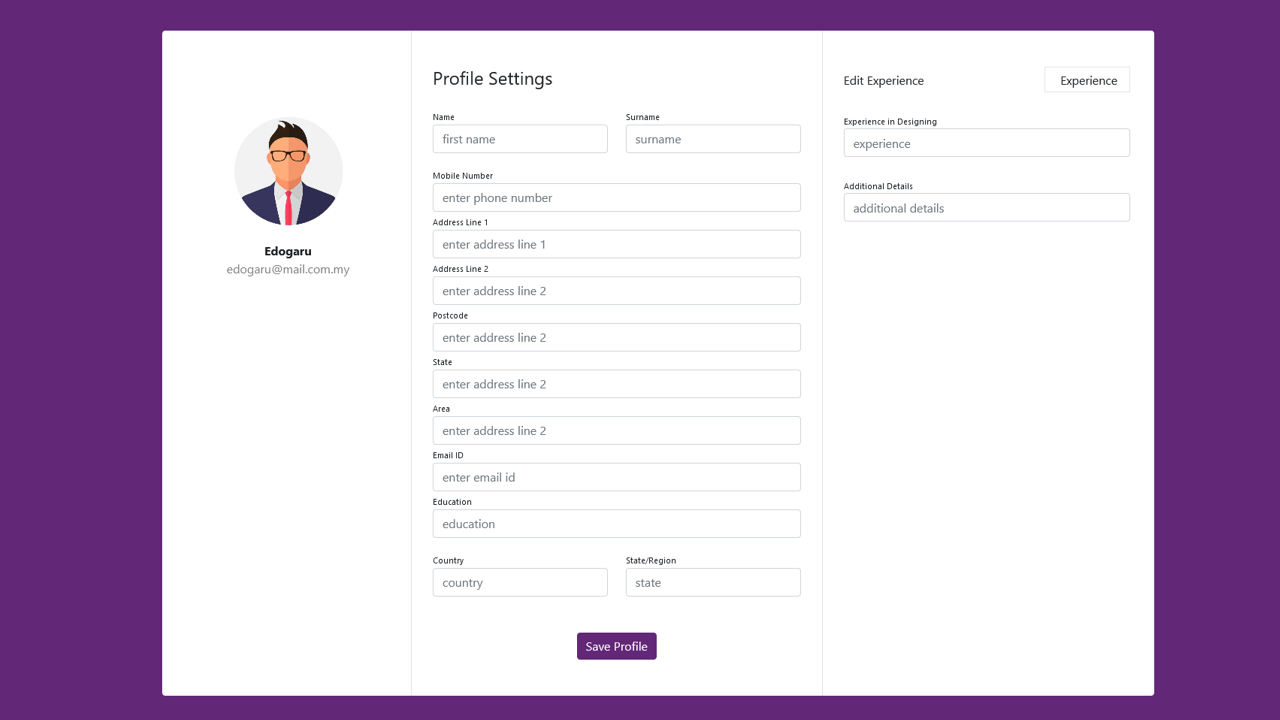 Edogaru
edogaru@mail.com.my
Profile Settings
Name
Surname
first name
surname
Mobile Number
enter phone number
Address Line 1
enter address line 1
Address Line 2
enter address line 2
Postcode
enter address line 2
State
enter address line 2
Area
enter address line 2
Email ID
enter email id
Education
education
Country
State/Region
country
state
Save Profile
Edit Experience
Experience
Experience in Designing
experience
Additional Details
additional details